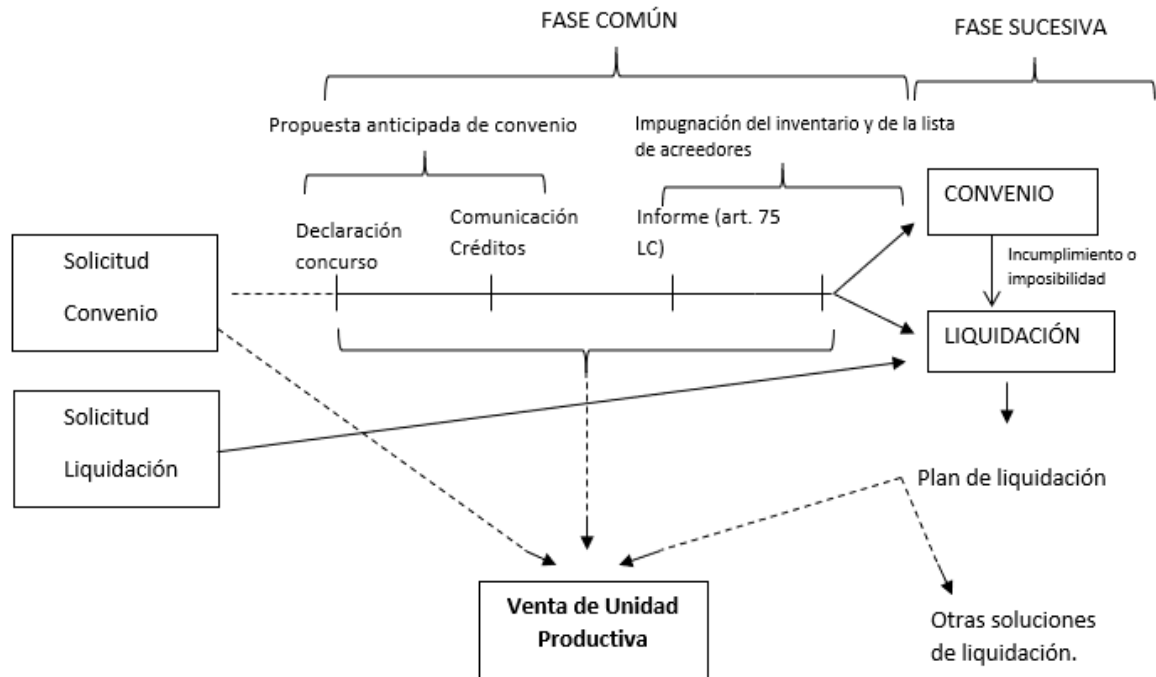 FASE COMÚN
FASE SUCESIVA
Propuesta anticipada de convenio
Impugnación del inventario y de la lista
de acreedores
Declaración
concurso
Comunicación
Créditos
Informe (art. 75
LC)
CONVENIO
Incumplimiento o
imposibilidad
LIQUIDACIÓN
Solicitud
Convenio
Solicitud
Liquidación
Plan de liquidación
Venta de Unidad
Productiva
Otras soluciones
de liquidación.